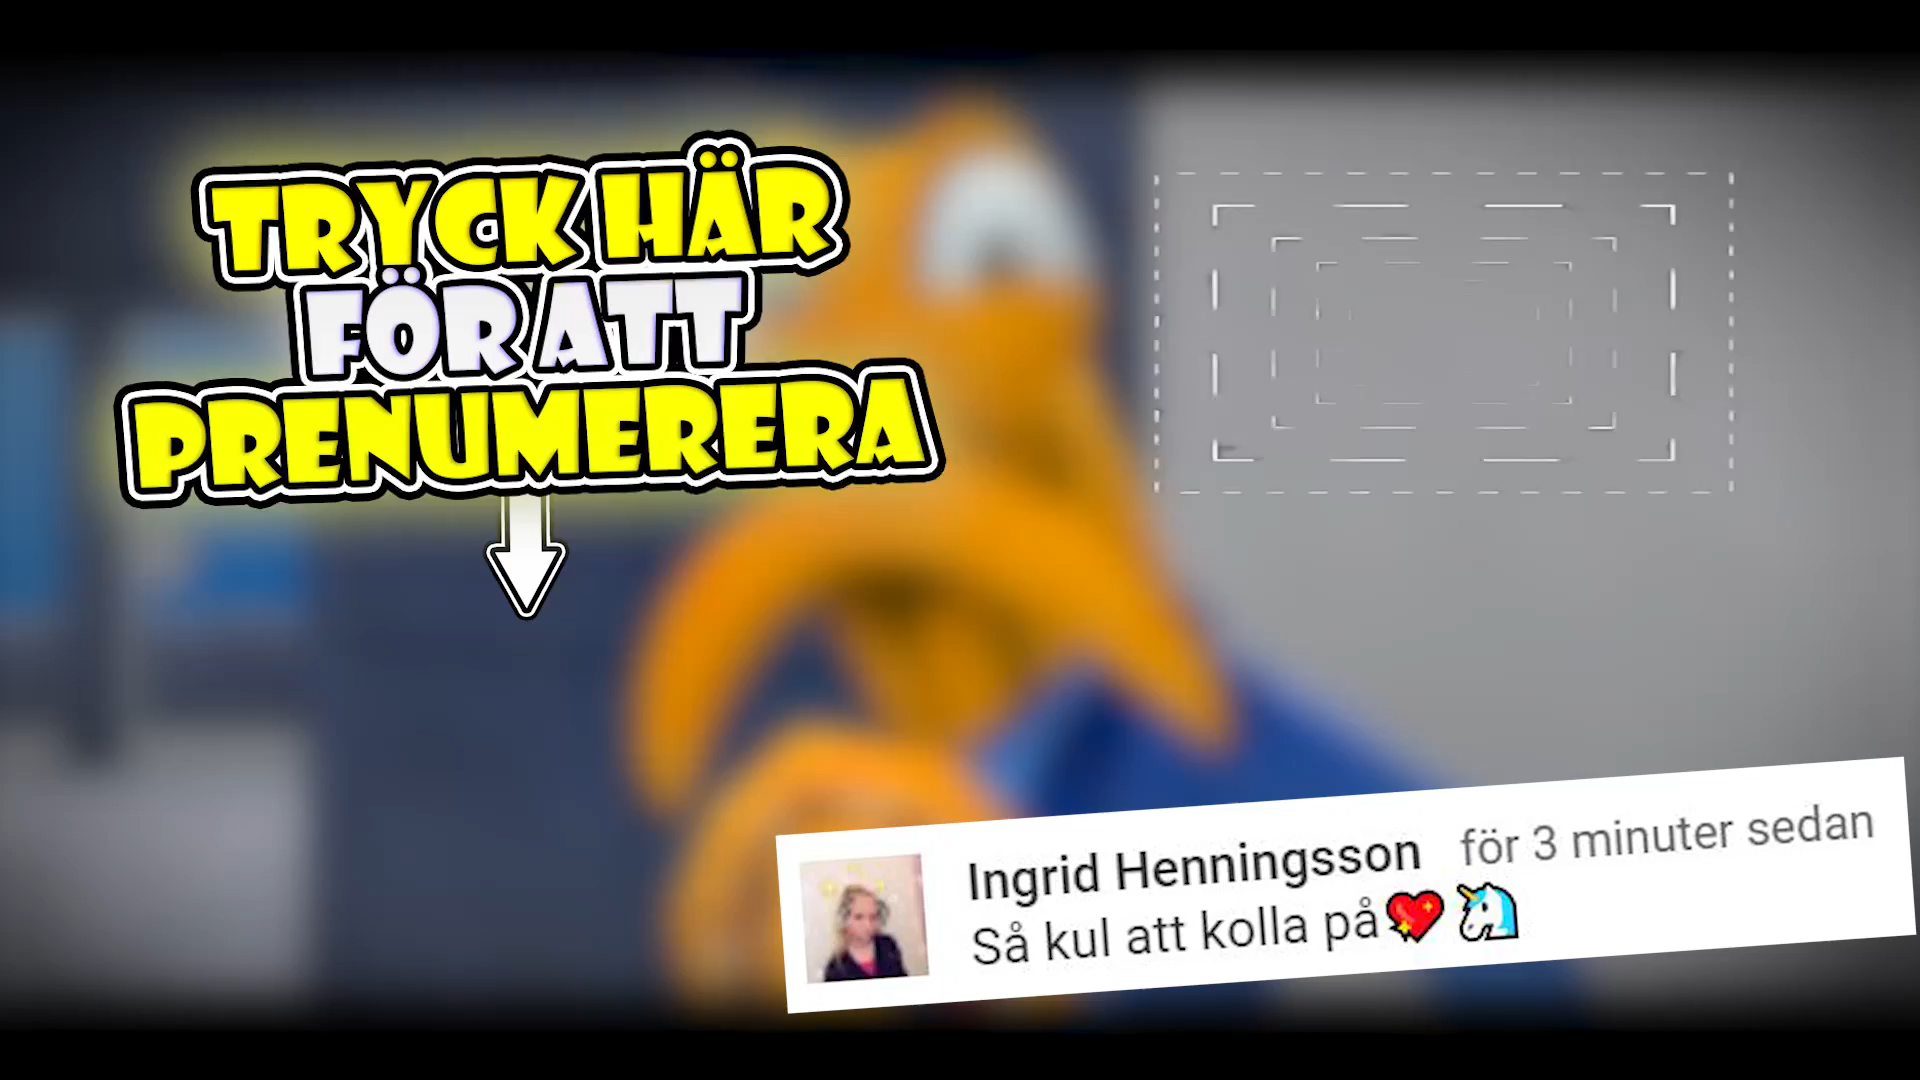 TRYCK HÄR
FÖR ATT
PRENUMERERA
Ingrid Henningsson för 3 minuter sedan
Så kul att kolla på💖🦄